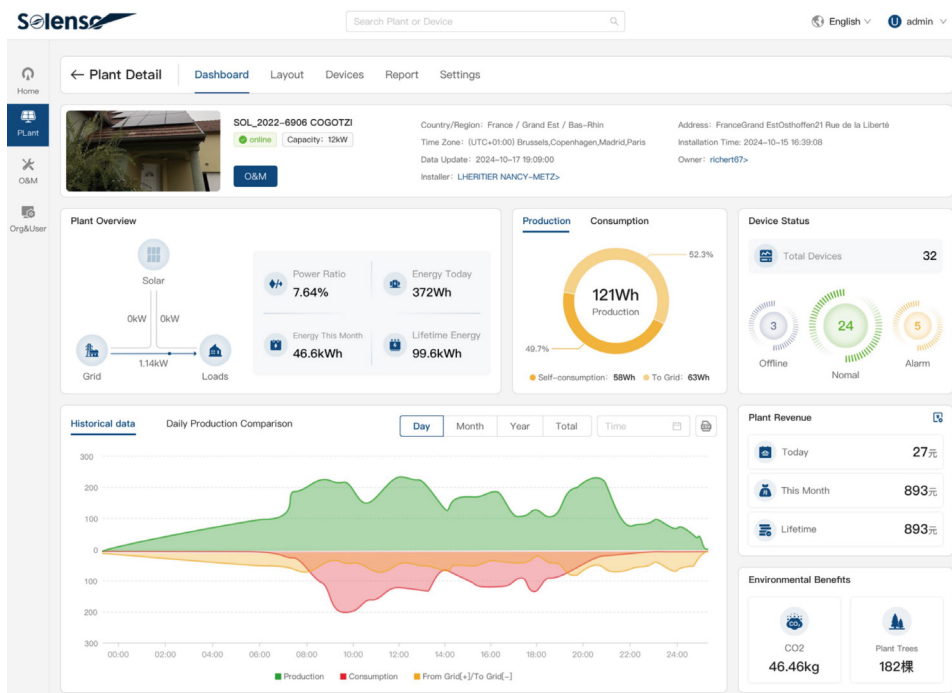 Solenso
Search Plant or Device
English
U admin
Home
PLant
O&M
Org&User
← Plant Detail
Dashboard
Layout
Devices
Report
Settings
SOL_2022-6906 COGOTZI
online
Capacity: 12kW
O&M
Country/Region: France / Grand Est / Bas-Rhin
Time Zone: (UTC+01:00) Brussels,Copenhagen,Madrid,Paris
Data Update: 2024-10-17 19:09:00
Installer: LHERITIER NANCY-METZ>
Address: FranceGrand EstOsthoffen21 Rue de la Liberté
Installation Time: 2024-10-15 16:39:08
Owner: richert67>
Plant Overview
Solar
0kW
0kW
1.14kW
Grid
Loads
Power Ratio
7.64%
Energy Today
372Wh
Energy This Month
46.6kWh
Lifetime Energy
99.6kWh
Production
Consumption
52.3%
121Wh
Production
49.7%
Self-consumption: 58Wh
To Grid: 63Wh
Device Status
Total Devices
32
3
Offline
24
Nomal
5
Alarm
Historical data
Daily Production Comparison
Day
Month
Year
Total
Time
300
200
100
0
100
200
300
00:00
02:00
04:00
06:00
08:00
10:00
12:00
14:00
16:00
18:00
20:00
22:00
24:00
Production
Consumption
From Grid[+]/To Grid[-]
Plant Revenue
Today
27元
This Month
893元
Lifetime
893元
Environmental Benefits
CO2
CO2
46.46kg
Plant Trees
182棵